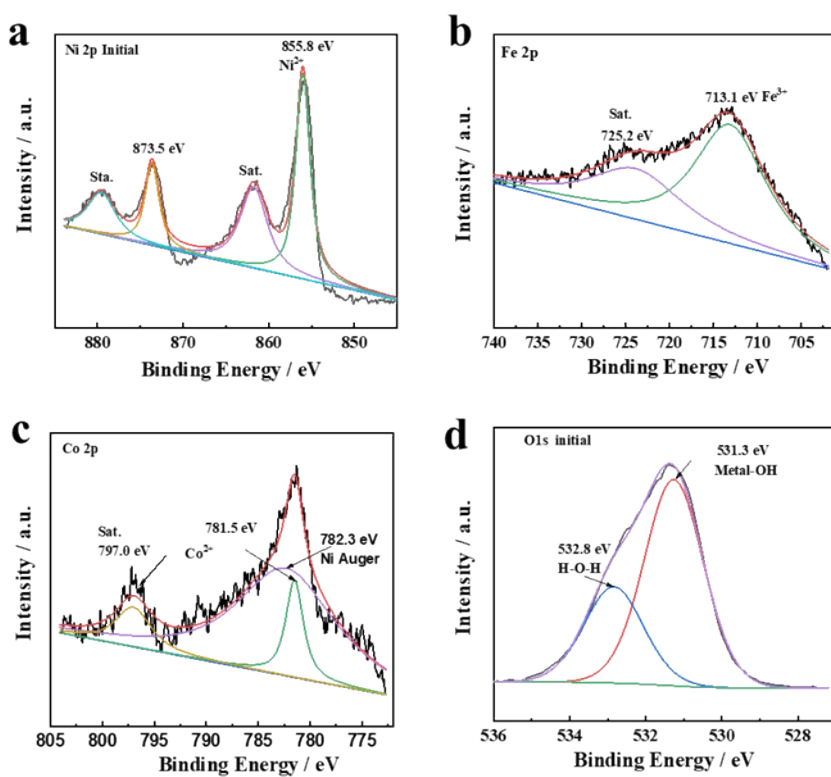 a
Ni 2p Initial
855.8 eV
Ni2+
873.5 eV
Sta.
Sat.
Intensity / a.u.
880
870
860
850
Binding Energy / eV
b
Fe 2p
713.1 eV Fe3+
Sat.
725.2 eV
Intensity / a.u.
740
735
730
725
720
715
710
705
Binding Energy / eV
c
Co 2p
Sat.
797.0 eV
Co2+
781.5 eV
782.3 eV
Ni Auger
Intensity / a.u.
805
800
795
790
785
780
775
Binding Energy / eV
d
O1s initial
531.3 eV
Metal-OH
532.8 eV
H-O-H
Intensity / a.u.
536
534
532
530
528
Binding Energy / eV